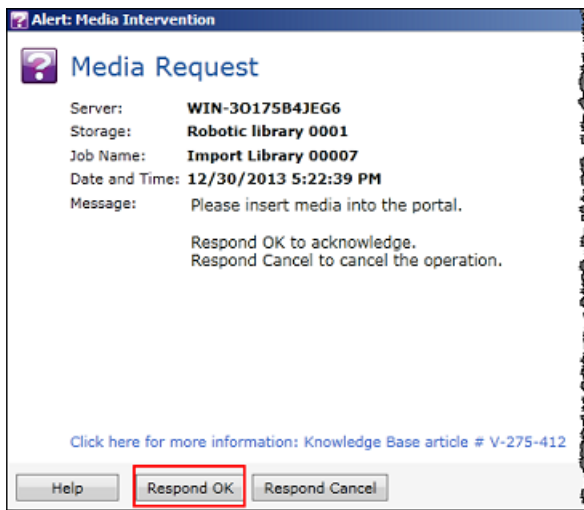 Alert: Media Intervention
Media Request
Server: WIN-3O175B4JEG6
Storage: Robotic library 0001
Job Name: Import Library 00007
Date and Time: 12/30/2013 5:22:39 PM
Message: Please insert media into the portal.
Respond OK to acknowledge.
Respond Cancel to cancel the operation.
Click here for more information: Knowledge Base article # V-275-412
Help Respond OK Respond Cancel